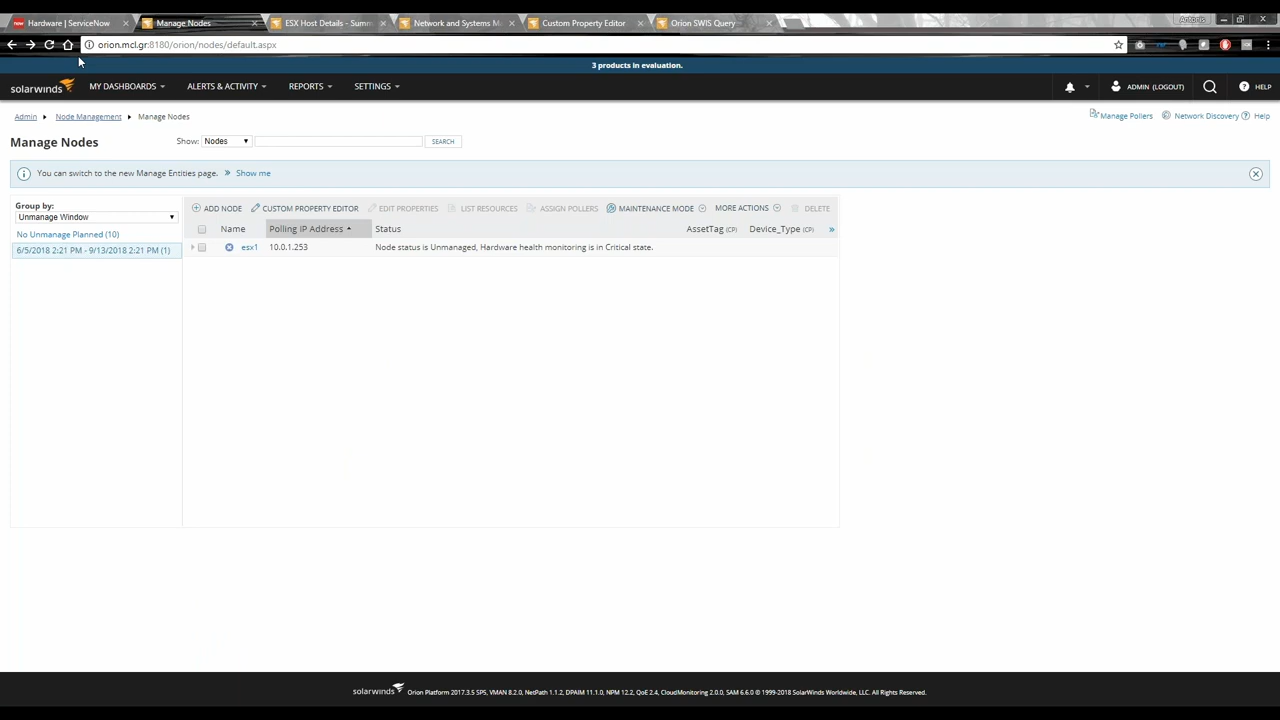 Hardware | ServiceNow
Manage Nodes
ESX Host Details - Summ
Network and Systems M
Custom Property Editor
Orion SWIS Query
orion.mcl.gr:8180/orion/nodes/default.aspx
3 products in evaluation.
solarwinds
MY DASHBOARDS
ALERTS & ACTIVITY
REPORTS
SETTINGS
ADMIN (LOGOUT)
HELP
Admin
Node Management
Manage Nodes
Manage Pollers
Network Discovery
Help
Manage Nodes
Show:
Nodes
SEARCH
You can switch to the new Manage Entities page. » Show me
Group by:
Unmanage Window
No Unmanage Planned (10)
6/5/2018 2:21 PM - 9/13/2018 2:21 PM (1)
ADD NODE
CUSTOM PROPERTY EDITOR
EDIT PROPERTIES
LIST RESOURCES
ASSIGN POLLERS
MAINTENANCE MODE
MORE ACTIONS
DELETE
Name
Polling IP Address
Status
AssetTag (CP)
Device_Type (CP)
»
esx1
10.0.1.253
Node status is Unmanaged, Hardware health monitoring is in Critical state.
solarwinds
Orion Platform 2017.3.5 SP5, VMAN 8.2.0, NetPath 1.1.2, DPAIM 11.1.0, NPM 12.2, QoE 2.4, CloudMonitoring 2.0.0, SAM 6.6.0 © 1999-2018 SolarWinds Worldwide, LLC. All Rights Reserved.